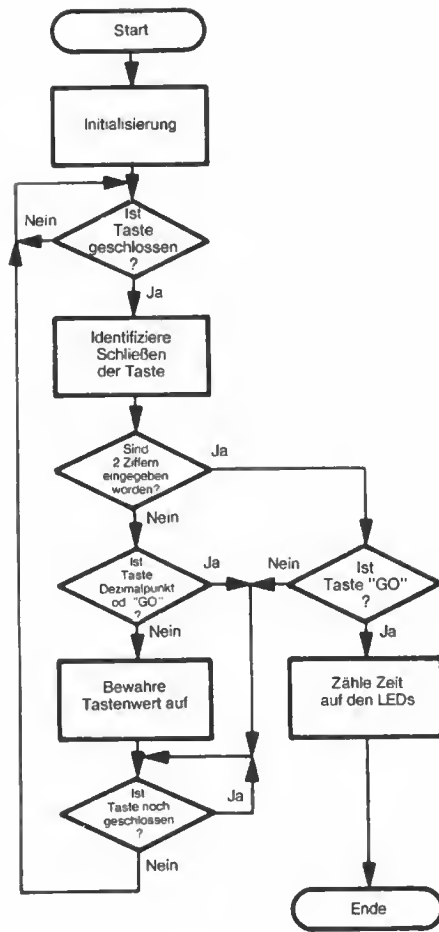 Start
Initialisierung
Nein
Ist
Taste
geschlossen
?
Ja
Identifiziere
Schließen
der Taste
Sind
2 Ziffern
eingegeben
worden?
Ja
Nein
Ist
Taste
Dezimalpunkt
od "GO"
?
Ja
Nein
Ist
Taste "GO"
?
Nein
Ja
Bewahre
Tastenwert auf
Zähle Zeit
auf den LEDs
Ist
Taste noch
geschlossen
?
Ja
Nein
Ende